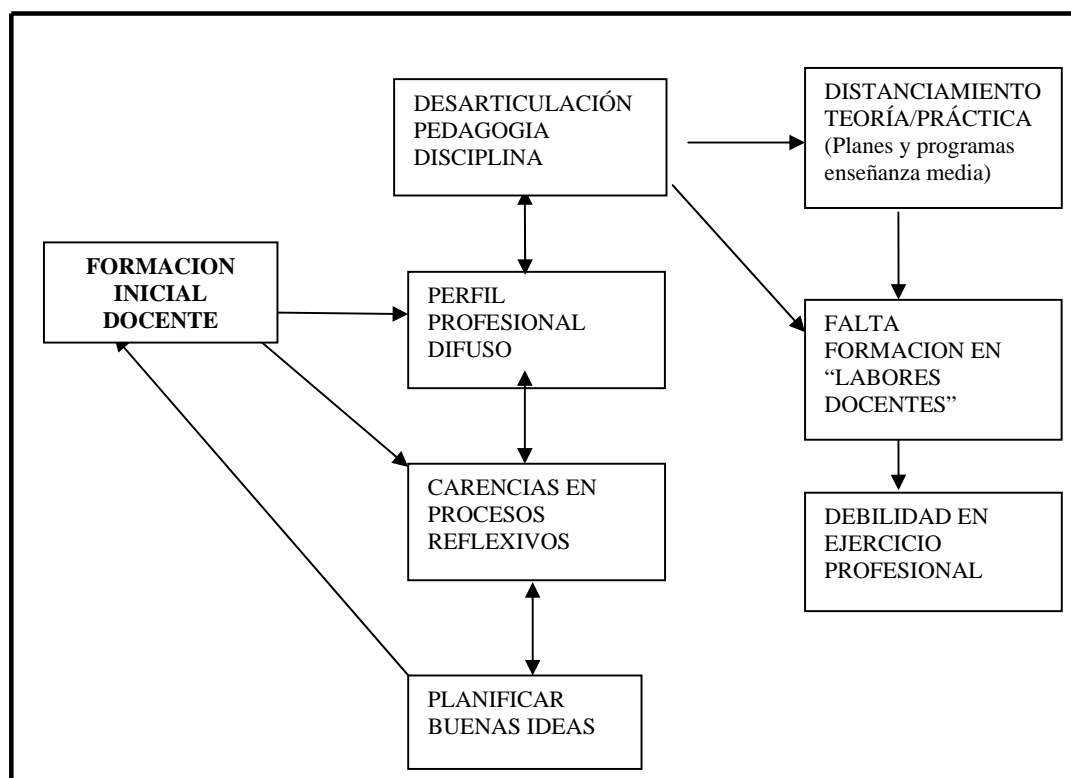 DESARTICULACIÓN
PEDAGOGIA
DISCIPLINA
DISTANCIAMIENTO
TEORÍA/PRÁCTICA
(Planes y programas
enseñanza media)
FORMACION
INICIAL
DOCENTE
PERFIL
PROFESIONAL
DIFUSO
FALTA
FORMACION EN
“LABORES
DOCENTES”
CARENCIAS EN
PROCESOS
REFLEXIVOS
DEBILIDAD EN
EJERCICIO
PROFESIONAL
PLANIFICAR
BUENAS IDEAS